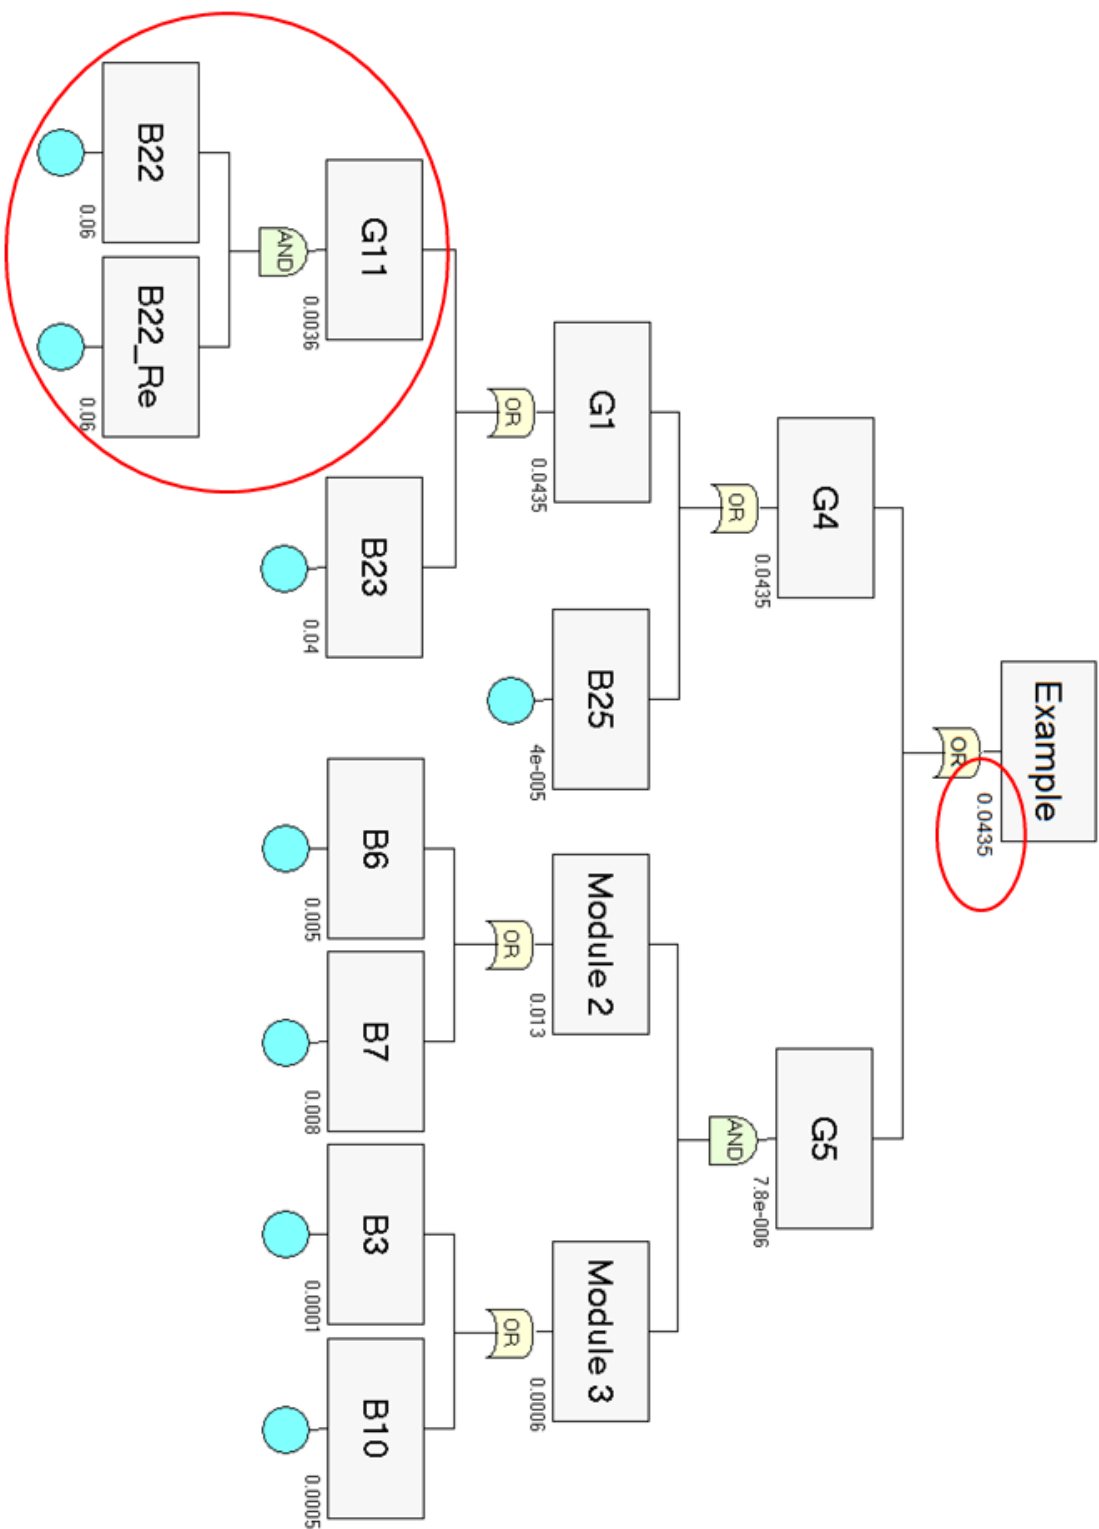 Example
0.0435
OR
G4
0.0435
OR
G5
7.8e-006
AND
G1
0.0435
OR
B25
4e-005
Module 2
0.013
OR
Module 3
0.0006
OR
G11
0.0036
AND
B23
0.04
B6
0.005
B7
0.008
B3
0.0001
B10
0.0005
B22
0.06
B22_Re
0.06